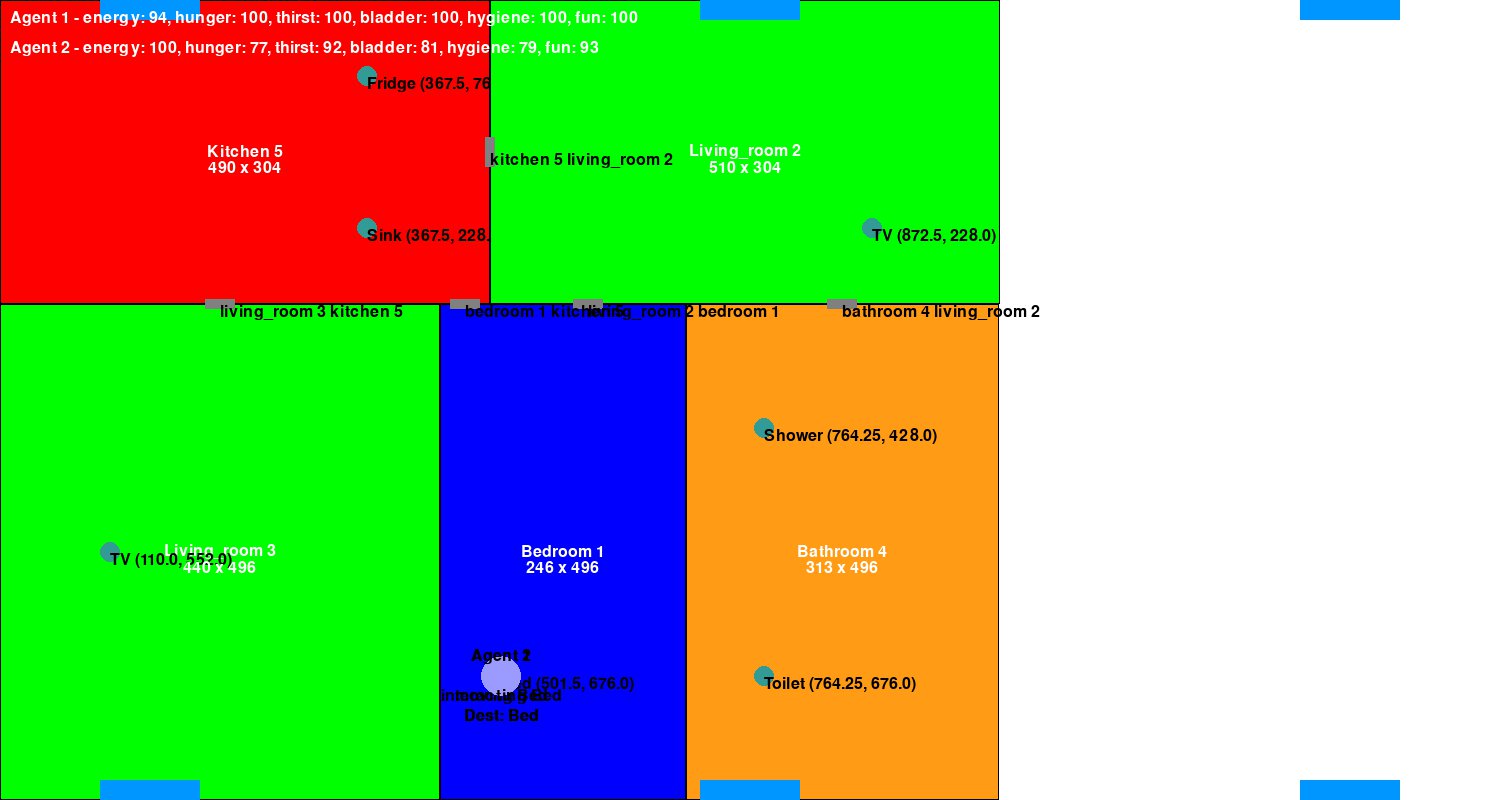 Agent 1 - energy: 94, hunger: 100, thirst: 100, bladder: 100, hygiene: 100, fun: 100
Agent 2 - energy: 100, hunger: 77, thirst: 92, bladder: 81, hygiene: 79, fun: 93
Fridge (367.5, 76
Kitchen 5
490 x 304
kitchen 5 living_room 2
Living_room 2
510 x 304
Sink (367.5, 228.
TV (872.5, 228.0)
living_room 3 kitchen 5
bedroom 1 kitchen 5
living_room 2 bedroom 1
bathroom 4 living_room 2
Shower (764.25, 428.0)
Living_room 3
440 x 496
TV (110.0, 552.0)
Bedroom 1
246 x 496
Bathroom 4
313 x 496
Agent
d (501.5, 676.0)
Toilet (764.25, 676.0)
Bed
Dest: Bed